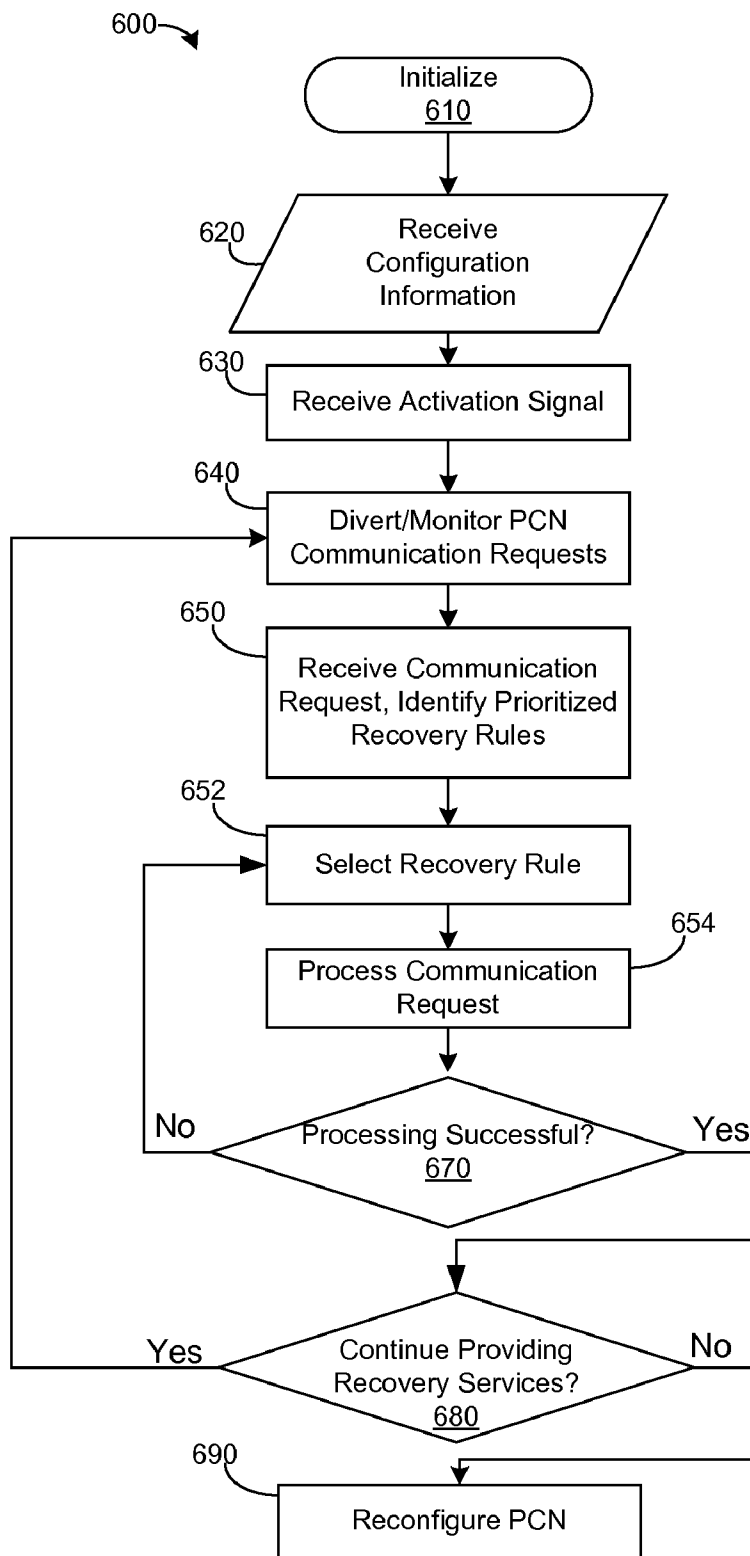 600
Initialize
610
620
Receive
Configuration
Information
630
Receive Activation Signal
640
Divert/Monitor PCN
Communication Requests
650
Receive Communication
Request, Identify Prioritized
Recovery Rules
652
Select Recovery Rule
654
Process Communication
Request
No
Processing Successful?
Yes
670
Yes
Continue Providing
No
Recovery Services?
680
690
Reconfigure PCN